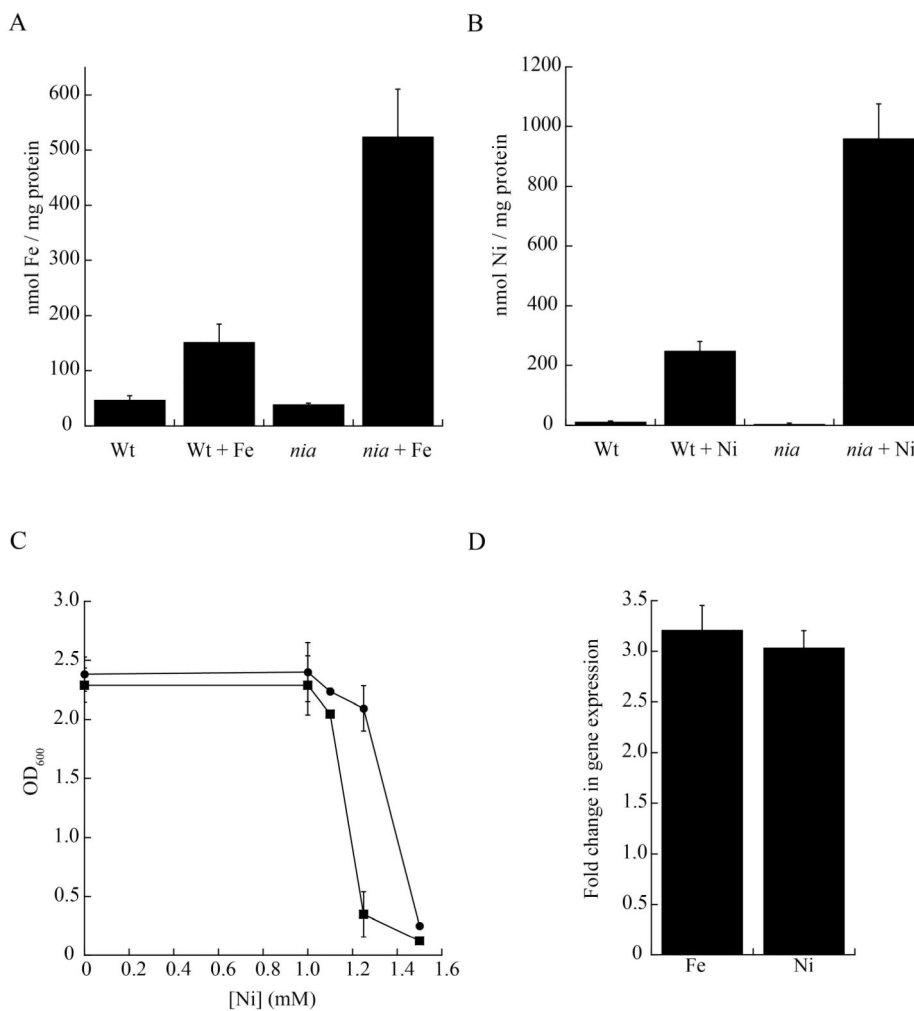 A
nmol Fe / mg protein
600
500
400
300
200
100
0
Wt
Wt + Fe
nia
nia + Fe
B
nmol Ni / mg protein
1200
1000
800
600
400
200
0
Wt
Wt + Ni
nia
nia + Ni
C
OD600
3.0
2.5
2.0
1.5
1.0
0.5
0
0 0.2 0.4 0.6 0.8 1.0 1.2 1.4 1.6
[Ni] (mM)
D
Fold change in gene expression
3.5
3.0
2.5
2.0
1.5
1.0
0.5
0
Fe
Ni